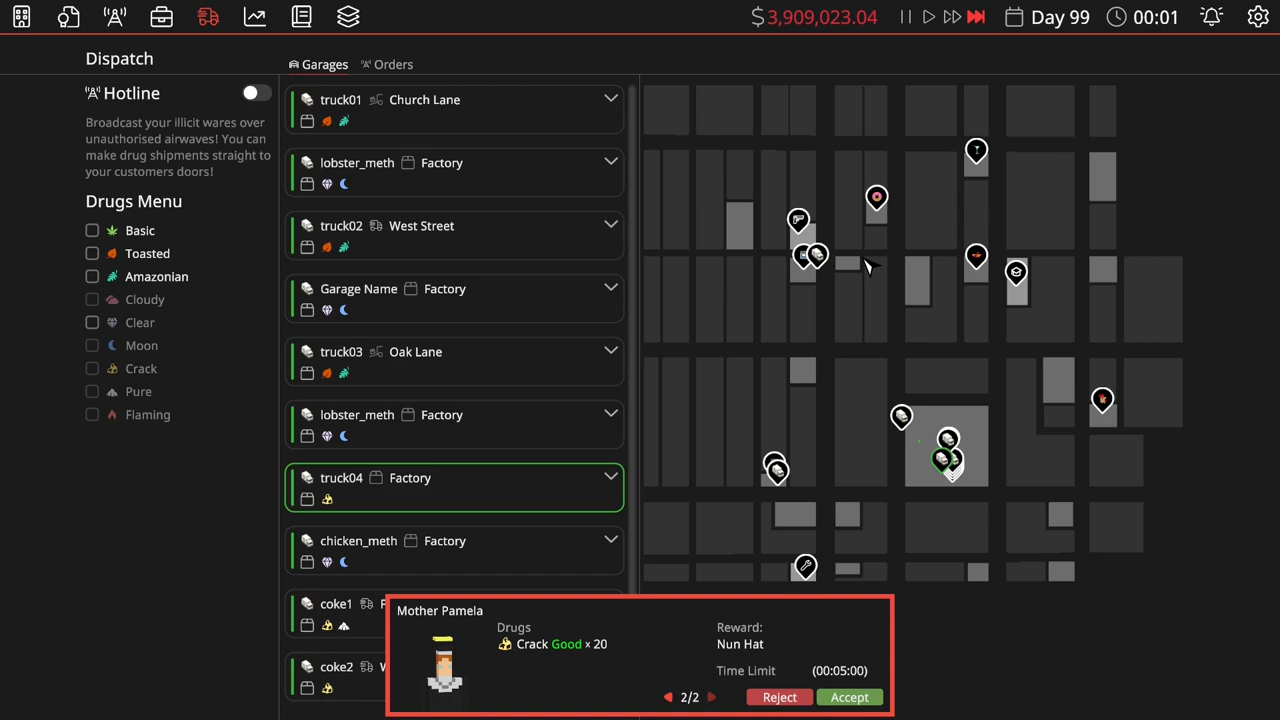 $3,909,023.04
Day 99
00:01
Dispatch
Garages
Orders
Hotline
Broadcast your illicit wares over
unauthorised airwaves! You can
make drug shipments straight to
your customers doors!
Drugs Menu
Basic
Toasted
Amazonian
Cloudy
Clear
Moon
Crack
Pure
Flaming
truck01 Church Lane
lobster_meth Factory
truck02 West Street
Garage Name Factory
truck03 Oak Lane
lobster_meth Factory
truck04 Factory
chicken_meth Factory
coke1
coke2
Mother Pamela
Drugs
Crack Good x 20
Reward:
Nun Hat
Time Limit (00:05:00)
2/2
Reject
Accept